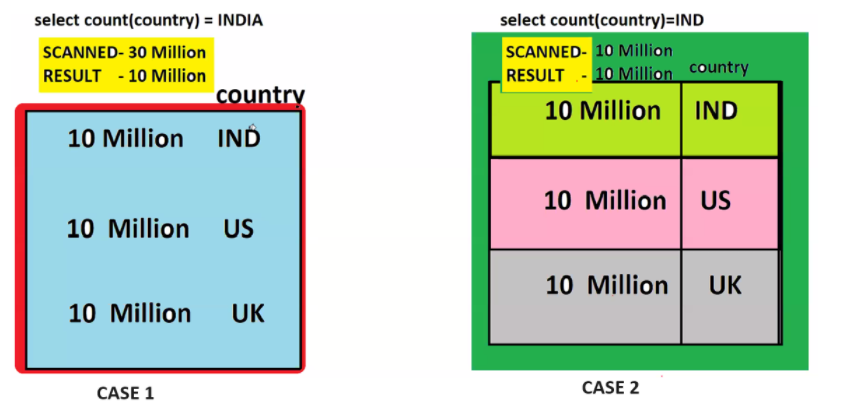 select count(country) = INDIA
SCANNED- 30 Million
RESULT - 10 Million
country
10 Million IND
10 Million US
10 Million UK
CASE 1
select count(country)=IND
SCANNED- 10 Million
RESULT - 10 Million
country
10 Million IND
10 Million US
10 Million UK
CASE 2